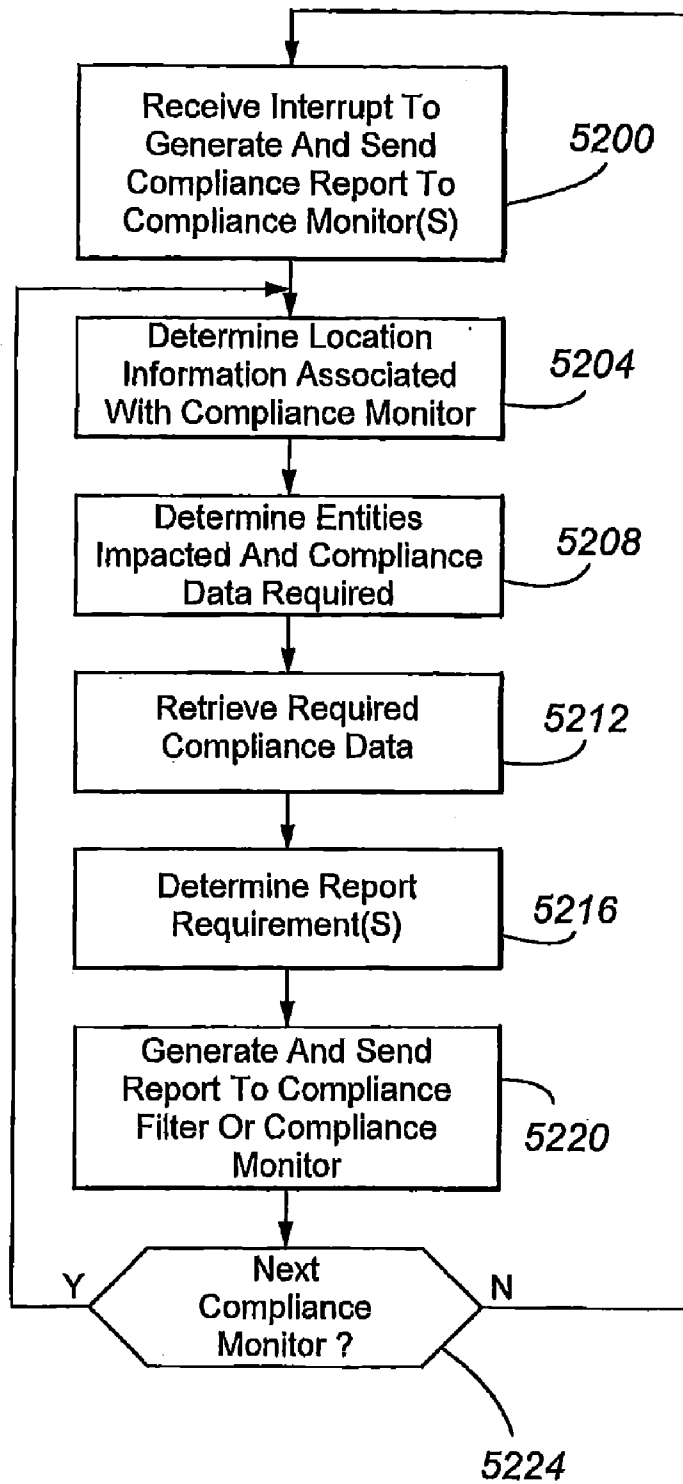 Receive Interrupt To
Generate And Send
Compliance Report To
Compliance Monitor(S)
5200
Determine Location
Information Associated
With Compliance Monitor
5204
Determine Entities
Impacted And Compliance
Data Required
5208
Retrieve Required
Compliance Data
5212
Determine Report
Requirement(S)
5216
Generate And Send
Report To Compliance
Filter Or Compliance
Monitor
5220
Y
Next
Compliance
Monitor ?
N
5224